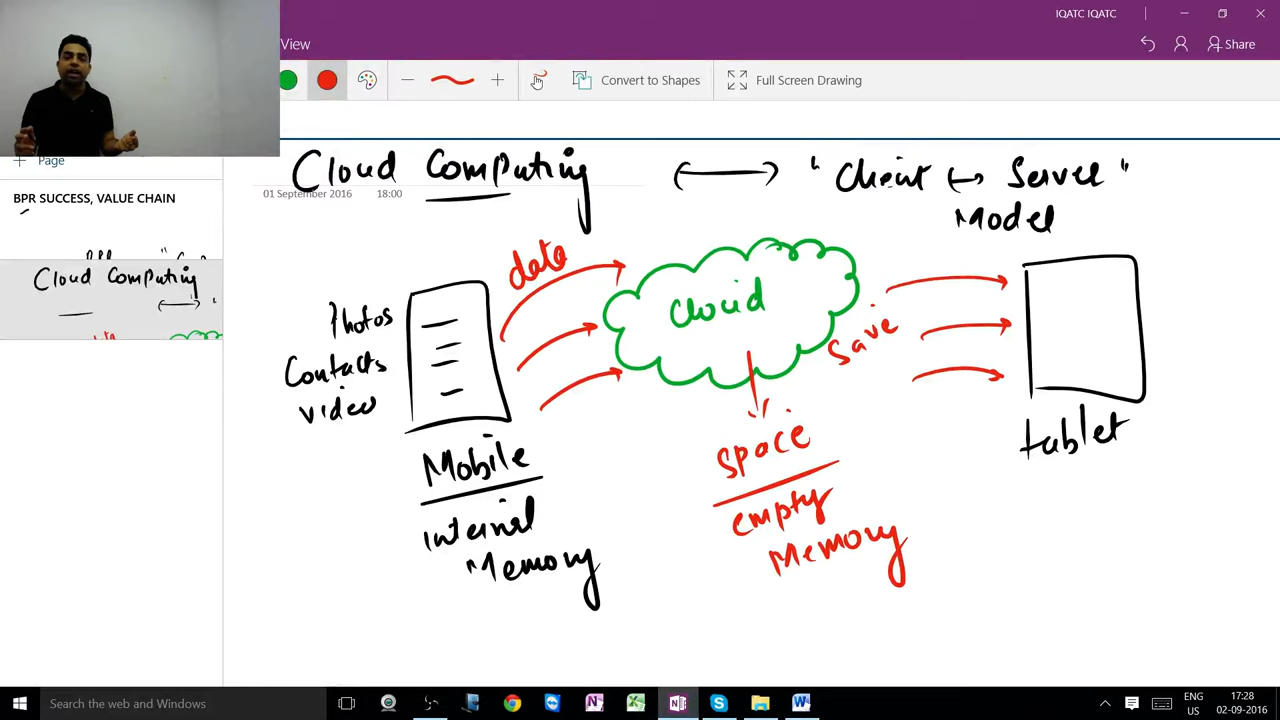 IQATC IQATC
View
Share
Convert to Shapes
Full Screen Drawing
Page
BPR SUCCESS, VALUE CHAIN
Cloud Computing
Cloud Computing
"Client ↔ Server"
Model
01 September 2016 18:00
data
Cloud
Photos
Contacts
video
Save
Mobile
internal
Memory
Space
empty
Memory
tablet
Search the web and Windows
ENG
US
17:28
02-09-2016